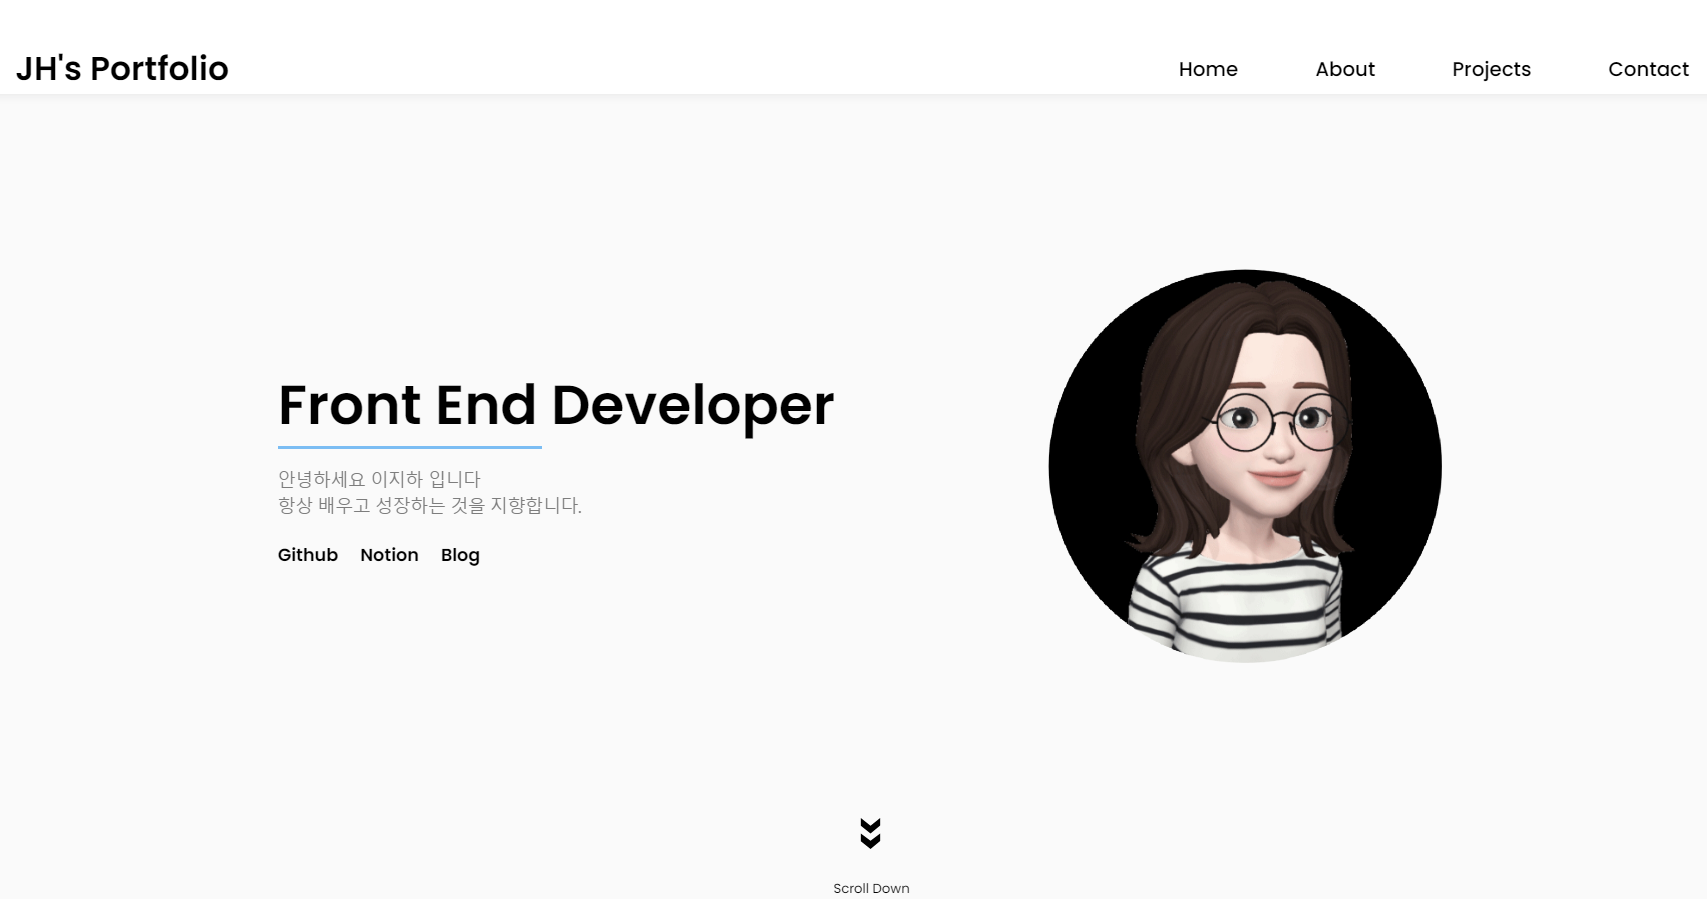 JH's Portfolio
Home About Projects Contact
Front End Developer
안녕하세요 이지하 입니다
항상 배우고 성장하는 것을 지향합니다.
Github Notion Blog
Scroll Down